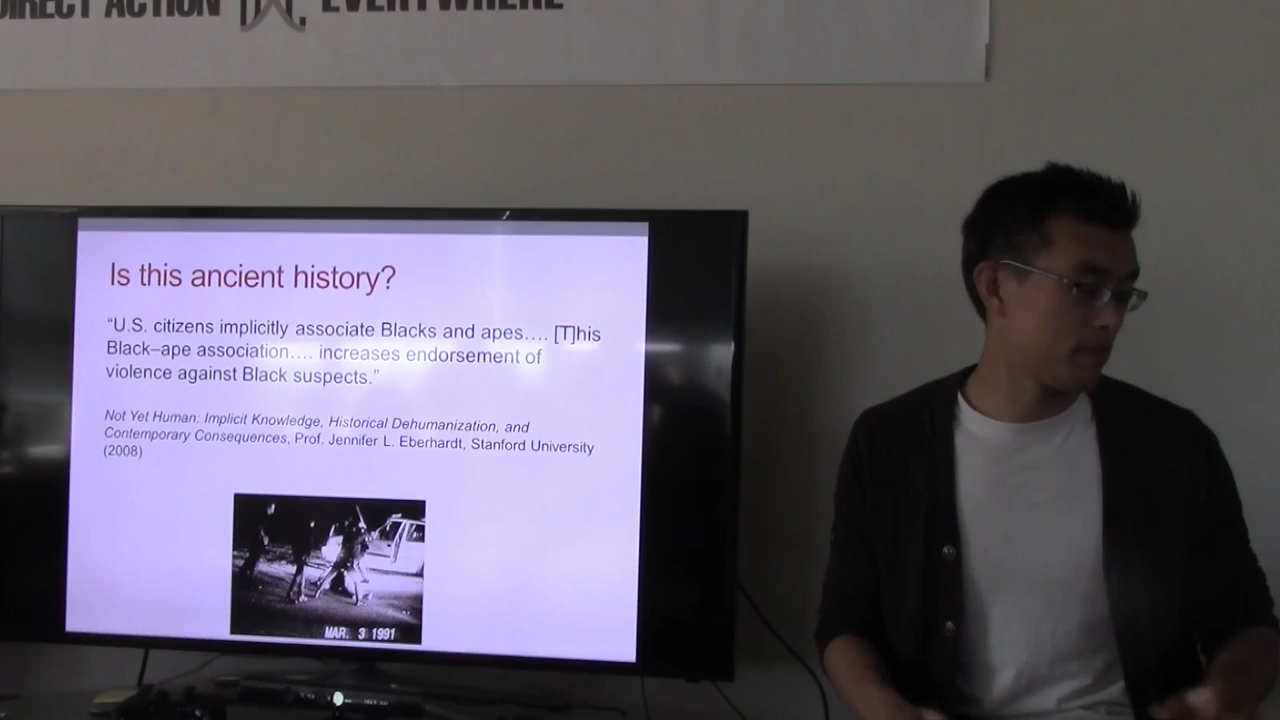 DIRECT ACTION EVERYWHERE
Is this ancient history?
“U.S. citizens implicitly associate Blacks and apes…. [T]his
Black–ape association…. increases endorsement of
violence against Black suspects.”
Not Yet Human: Implicit Knowledge, Historical Dehumanization, and
Contemporary Consequences, Prof. Jennifer L. Eberhardt, Stanford University
(2008)
MAR. 3 1991